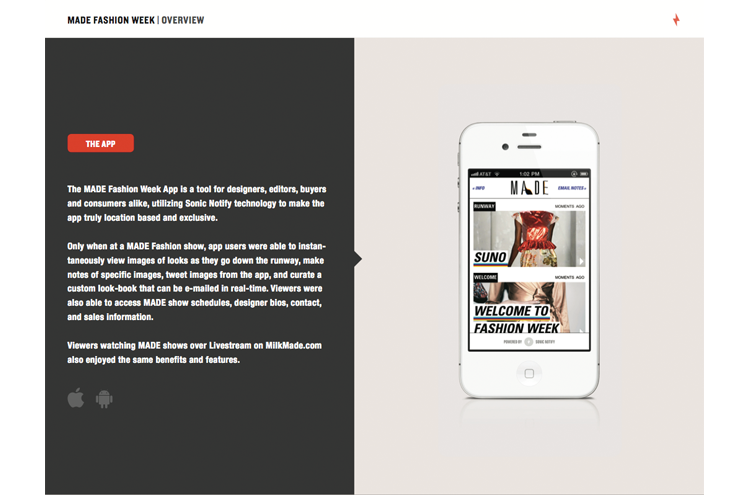 MADE FASHION WEEK | OVERVIEW
THE APP
The MADE Fashion Week App is a tool for designers, editors, buyers
and consumers alike, utilizing Sonic Notify technology to make the
app truly location based and exclusive.
Only when at a MADE Fashion show, app users were able to instan-
taneously view images of looks as they go down the runway, make
notes of specific images, tweet images from the app, and curate a
custom look-book that can be e-mailed in real-time. Viewers were
also able to access MADE show schedules, designer bios, contact,
and sales information.
Viewers watching MADE shows over Livestream on MilkMade.com
also enjoyed the same benefits and features.
AT&T 1:02 PM
INFO MADE EMAIL NOTES
RUNWAY MOMENTS AGO
SUNO
WELCOME MOMENTS AGO
WELCOME TO
FASHION WEEK
POWERED BY SONIC NOTIFY